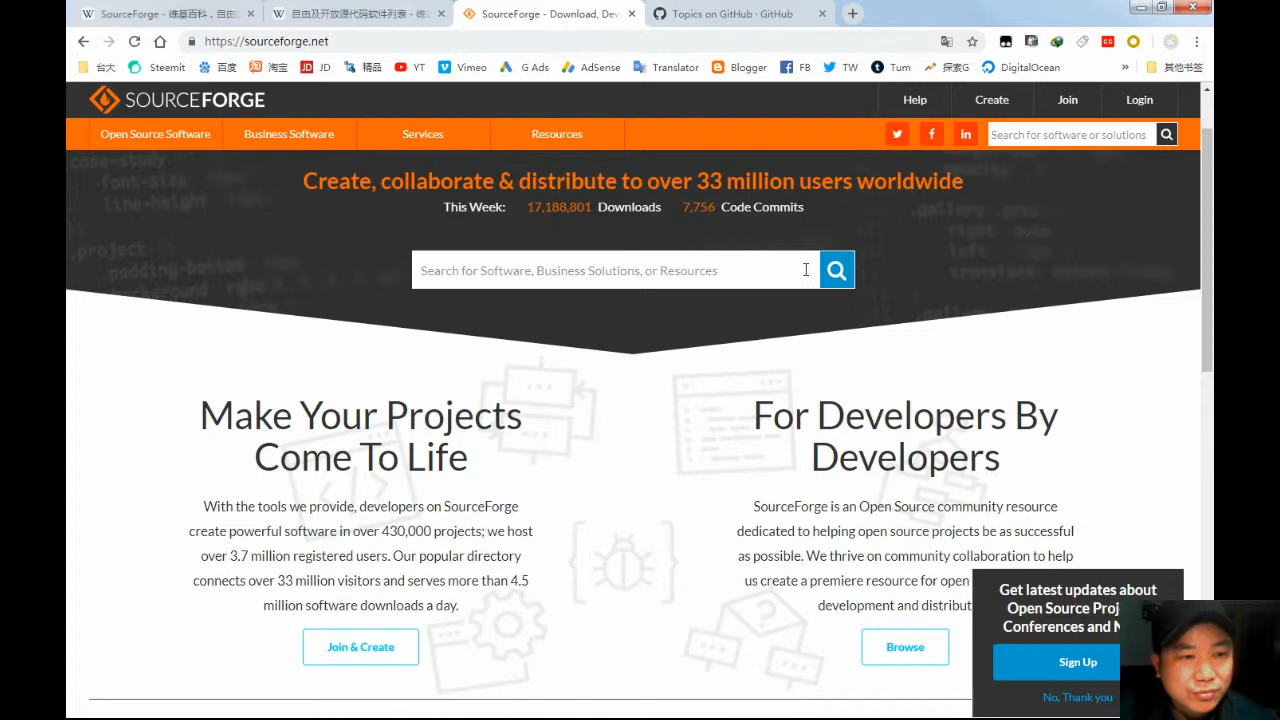 SourceForge - 维基百科，自由
自由及开放源代码软件列表 - 维
SourceForge - Download, Dev
Topics on GitHub · GitHub
https://sourceforge.net
台大
Steemit
百度
淘宝
JD
精品
YT
Vimeo
G Ads
AdSense
Translator
Blogger
FB
TW
Tum
探索G
DigitalOcean
其他书签
SOURCEFORGE
Help
Create
Join
Login
Open Source Software
Business Software
Services
Resources
Search for software or solutions
Create, collaborate & distribute to over 33 million users worldwide
This Week: 17,188,801 Downloads 7,756 Code Commits
Search for Software, Business Solutions, or Resources
Make Your Projects
Come To Life
With the tools we provide, developers on SourceForge
create powerful software in over 430,000 projects; we host
over 3.7 million registered users. Our popular directory
connects over 33 million visitors and serves more than 4.5
million software downloads a day.
Join & Create
For Developers By
Developers
SourceForge is an Open Source community resource
dedicated to helping open source projects be as successful
as possible. We thrive on community collaboration to help
us create a premiere resource for open
development and distribut
Browse
Get latest updates about
Open Source Proj
Conferences and N
Sign Up
No, Thank you